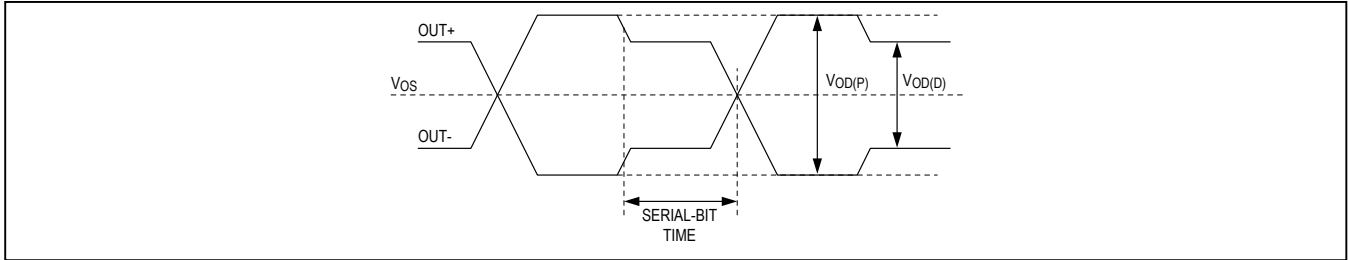 OUT+
VOS
OUT-
VOD(P)
VOD(D)
SERIAL-BIT
TIME